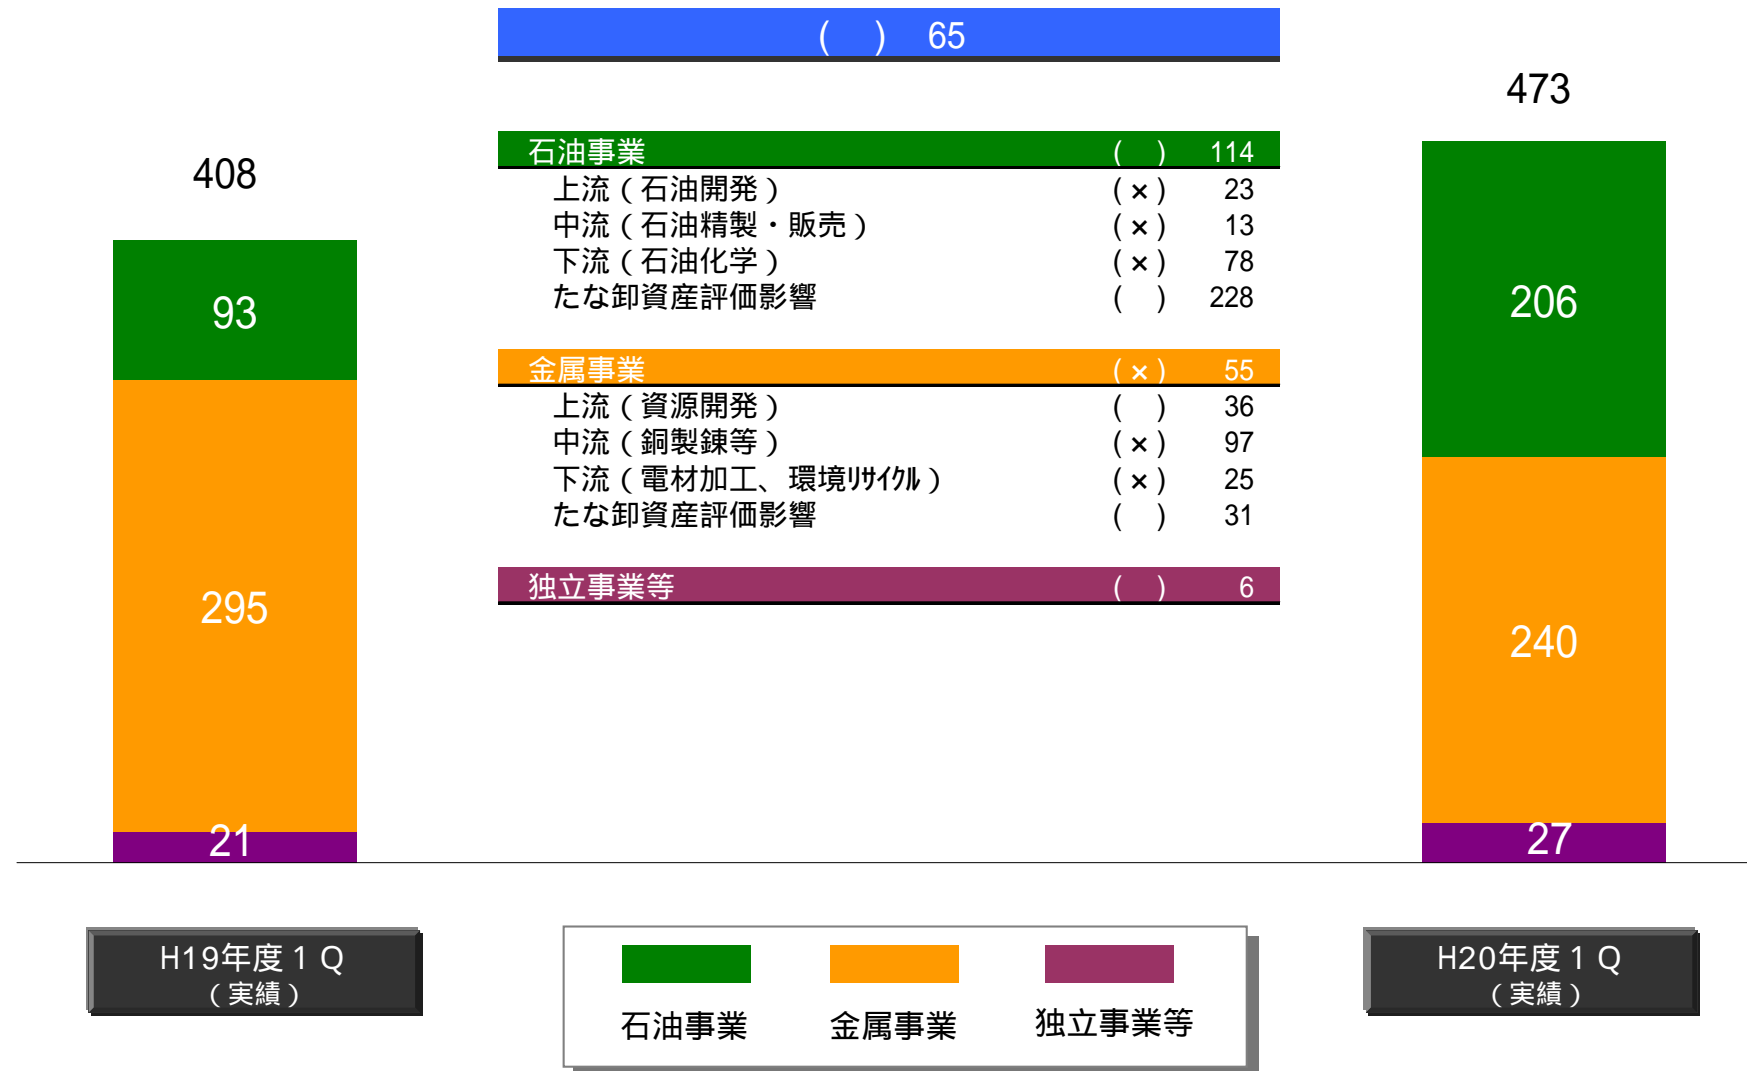 (　) 65
473
408
石油事業 (　) 114
上流（石油開発） (×) 23
中流（石油精製・販売） (×) 13
下流（石油化学） (×) 78
たな卸資産評価影響 (　) 228
金属事業 (×) 55
上流（資源開発） (　) 36
中流（銅製錬等） (×) 97
下流（電材加工、環境ﾘｻｲｸﾙ） (×) 25
たな卸資産評価影響 (　) 31
独立事業等 (　) 6
93
295
21
206
240
27
H19年度１Q
（実績）
石油事業
金属事業
独立事業等
H20年度１Q
（実績）